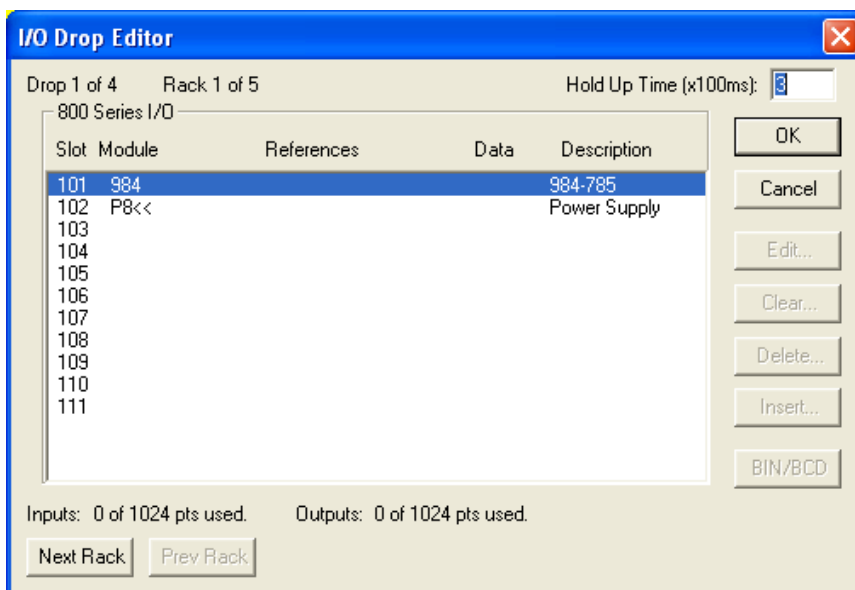 I/O Drop Editor
Drop 1 of 4 Rack 1 of 5 Hold Up Time (x100ms): 3
800 Series I/O
OK
Slot Module References Data Description
101 984 984-785
Cancel
102 P8<< Power Supply
103
104
Edit...
105
106
Clear...
107
108
Delete...
109
110
Insert...
111
BIN/BCD
Inputs: 0 of 1024 pts used. Outputs: 0 of 1024 pts used.
Next Rack Prev Rack